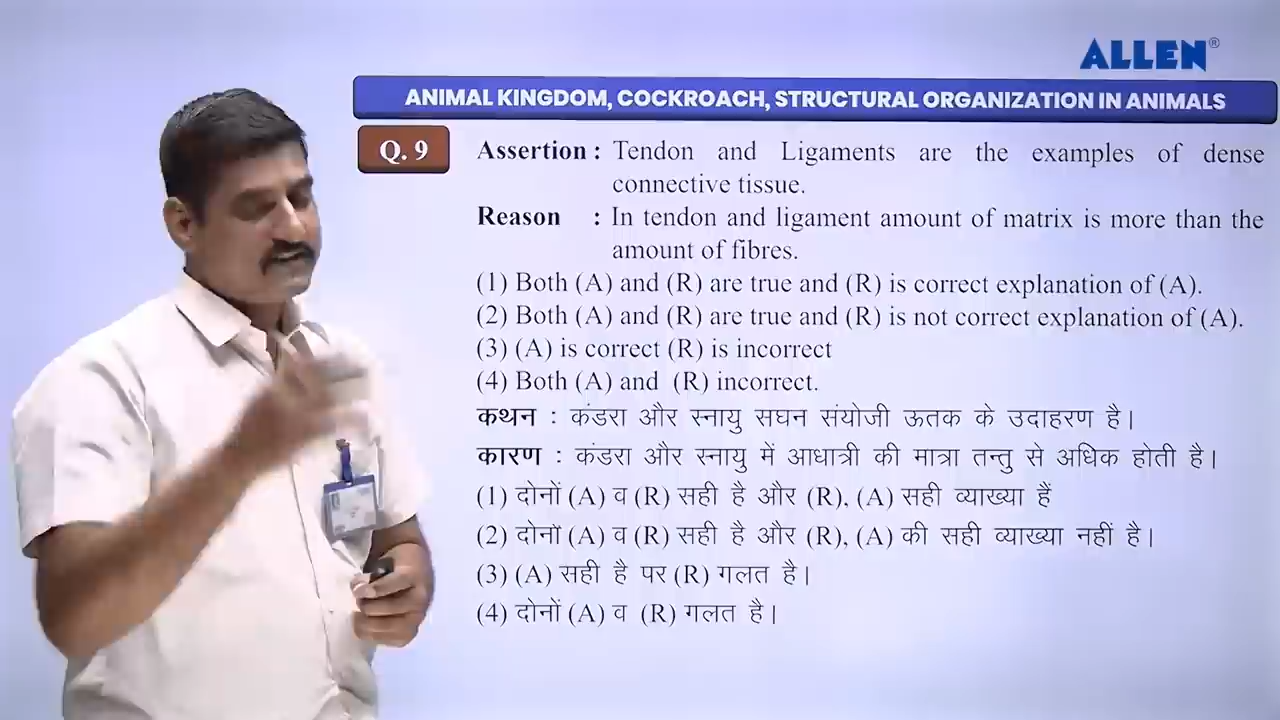 ALLEN®
ANIMAL KINGDOM, COCKROACH, STRUCTURAL ORGANIZATION IN ANIMALS
Q. 9
Assertion : Tendon and Ligaments are the examples of dense
connective tissue.
Reason : In tendon and ligament amount of matrix is more than the
amount of fibres.
(1) Both (A) and (R) are true and (R) is correct explanation of (A).
(2) Both (A) and (R) are true and (R) is not correct explanation of (A).
(3) (A) is correct (R) is incorrect
(4) Both (A) and (R) incorrect.
कथन : कंडरा और स्नायु सघन संयोजी ऊतक के उदाहरण है।
कारण : कंडरा और स्नायु में आधात्री की मात्रा तन्तु से अधिक होती है।
(1) दोनों (A) व (R) सही है और (R), (A) सही व्याख्या हैं
(2) दोनों (A) व (R) सही है और (R), (A) की सही व्याख्या नहीं है।
(3) (A) सही है पर (R) गलत है।
(4) दोनों (A) व (R) गलत है।